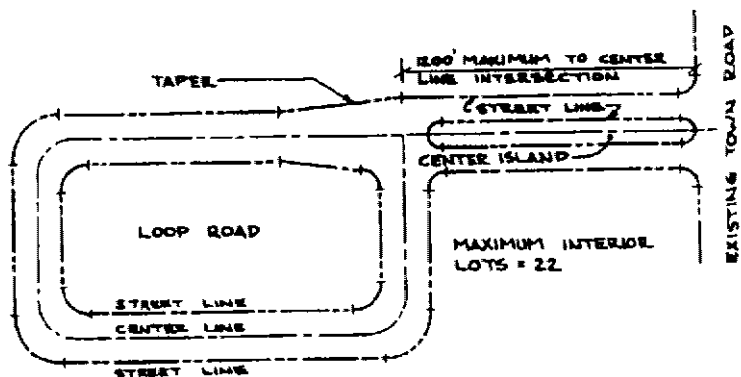 1200' MAXIMUM TO CENTER
LINE INTERSECTION
TAPER
STREET LINE
CENTER ISLAND
EXISTING TOWN ROAD
LOOP ROAD
MAXIMUM INTERIOR
LOTS = 22
STREET LINE
CENTER LINE
STREET LINE